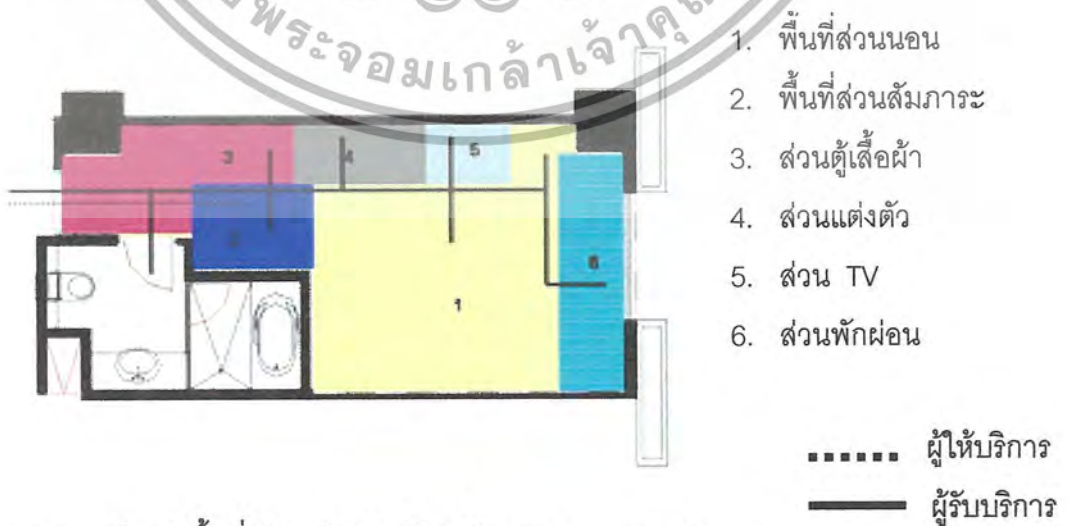 พระจอมเกล้าเจ้าคุณ
1. พื้นที่ส่วนนอน
2. พื้นที่ส่วนสัมภาระ
3. ส่วนตู้เสื้อผ้า
4. ส่วนแต่งตัว
5. ส่วน TV
6. ส่วนพักผ่อน
3 4 5
2
6
1
ผู้ให้บริการ
ผู้รับบริการ